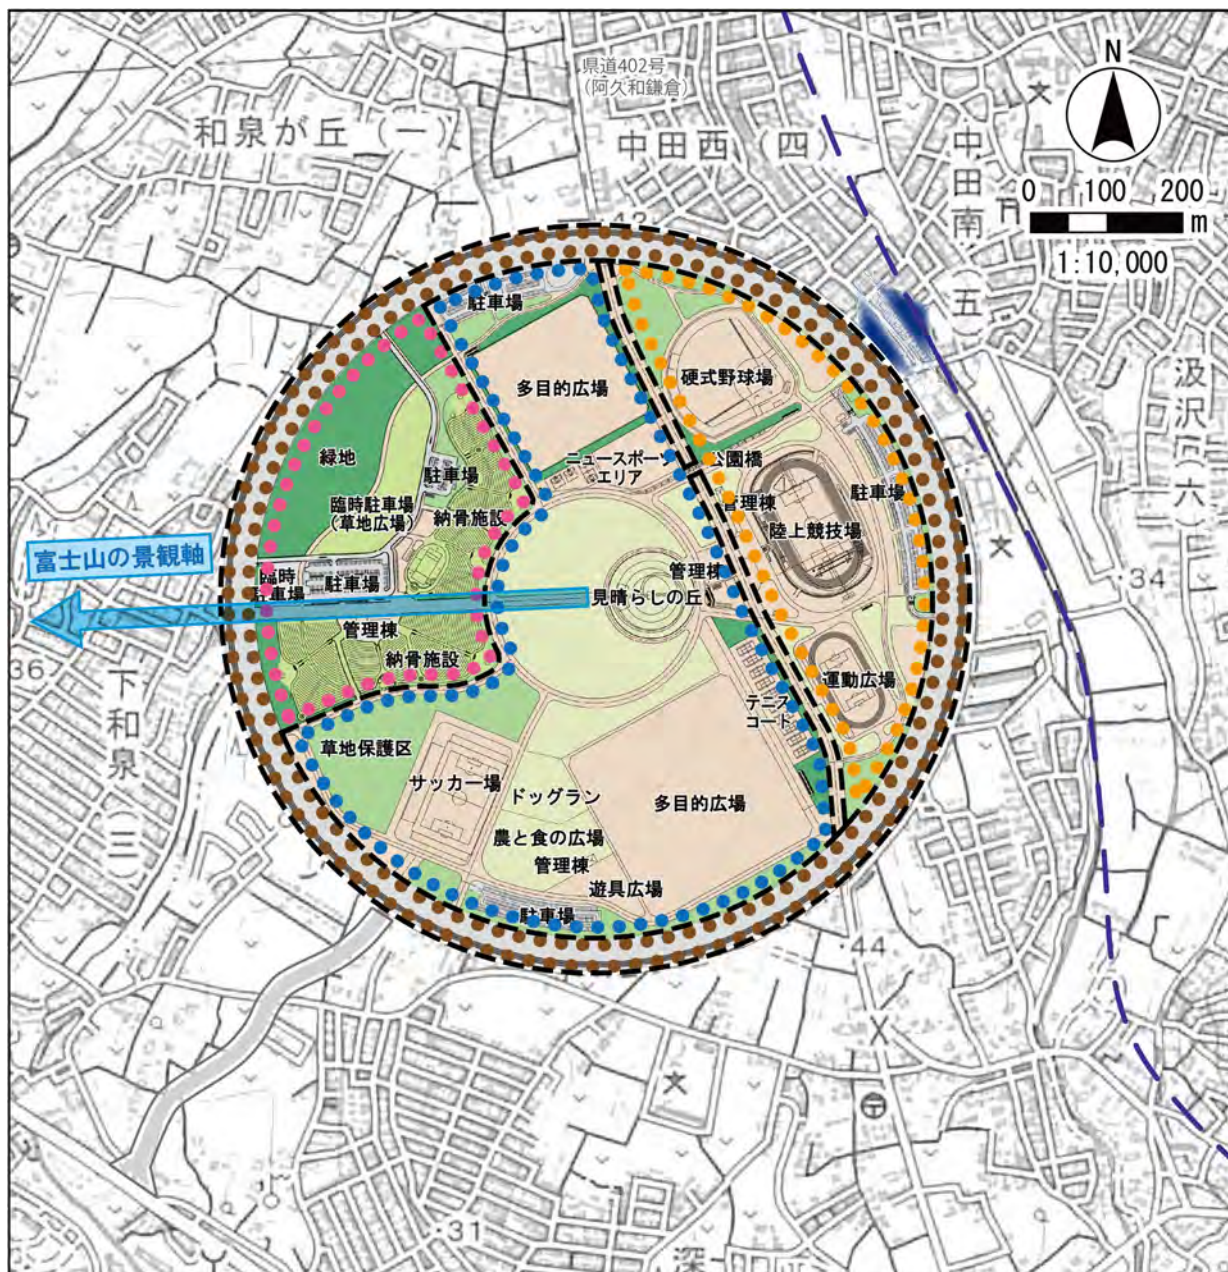 県道402号
（阿久和鎌倉）
和泉が丘（一）
中田西（四）
中田南（五）
N
0 100 200
m
1:10,000
42
汲沢（六）
駐車場
多目的広場
硬式野球場
ニュースポーツ
エリア
公園橋
緑地
駐車場
臨時駐車場
（草地広場）
納骨施設
管理棟
駐車場
陸上競技場
富士山の景観軸
臨時
駐車場
駐車場
管理棟
見晴らしの丘
34
管理棟
納骨施設
36
下和泉（三）
運動広場
テニス
コート
草地保護区
サッカー場
ドッグラン
多目的広場
農と食の広場
管理棟
遊具広場
駐車場
44
31
深